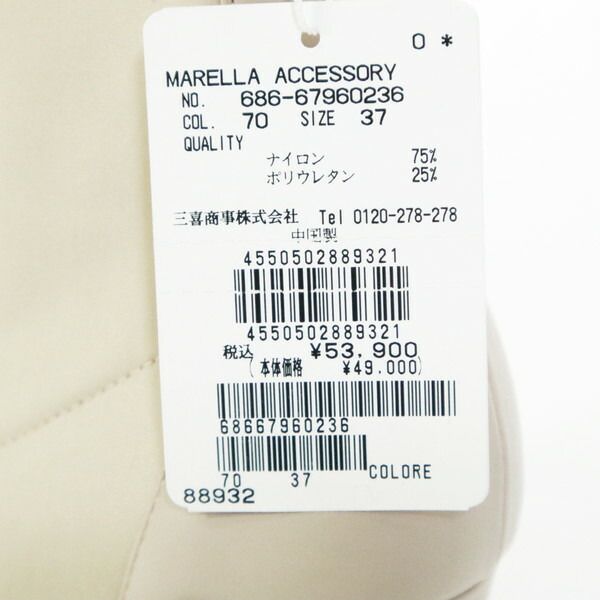 0 *
MARELLA ACCESSORY
NO. 686-67960236
COL. 70 SIZE 37
QUALITY
ナイロン 75%
ポリウレタン 25%
三喜商事株式会社 Tel 0120-278-278
中国製
4550502889321
4550502889321
税込 ¥53,900
( 本体価格 ¥49,000)
68667960236
70 37 COLORE
88932